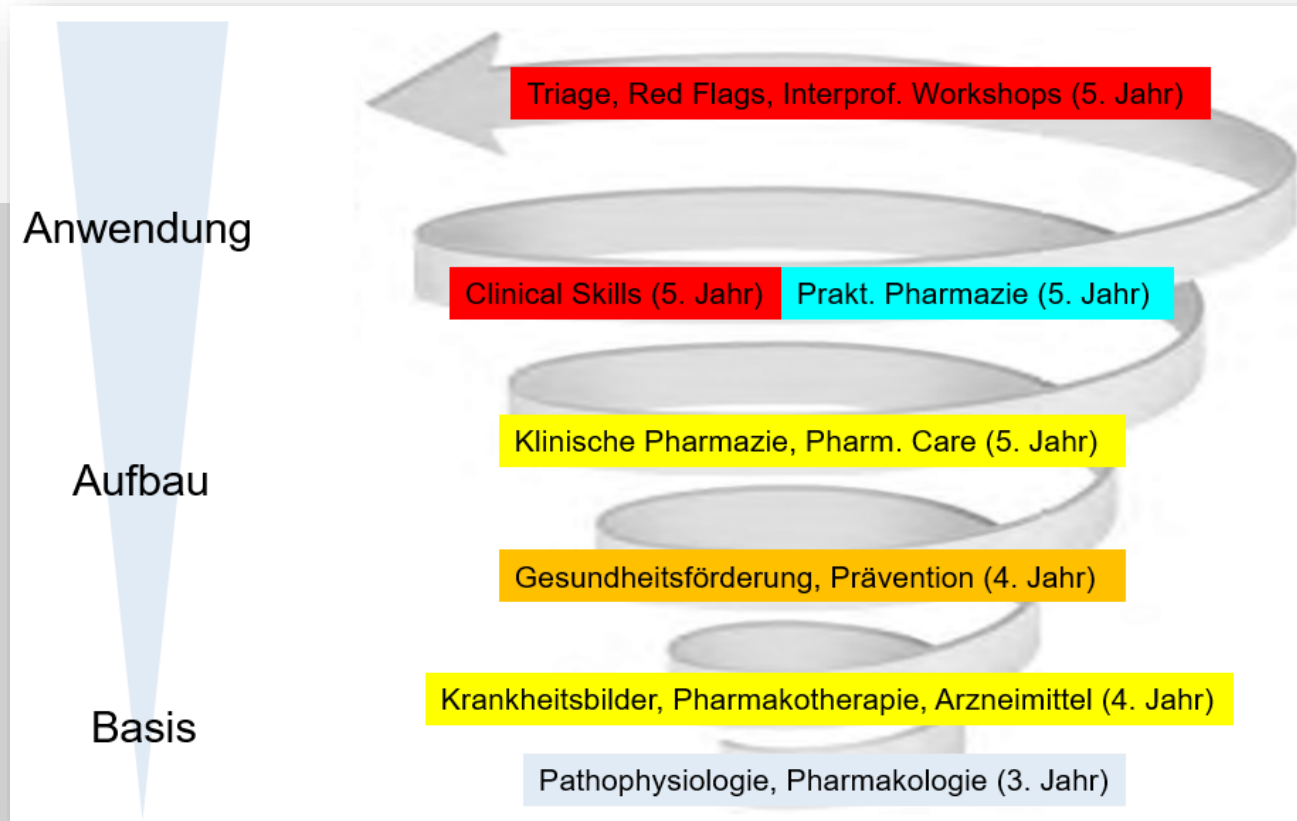 Triage, Red Flags, Interprof. Workshops (5. Jahr)
Anwendung
Clinical Skills (5. Jahr)
Prakt. Pharmazie (5. Jahr)
Klinische Pharmazie, Pharm. Care (5. Jahr)
Aufbau
Gesundheitsförderung, Prävention (4. Jahr)
Krankheitsbilder, Pharmakotherapie, Arzneimittel (4. Jahr)
Basis
Pathophysiologie, Pharmakologie (3. Jahr)